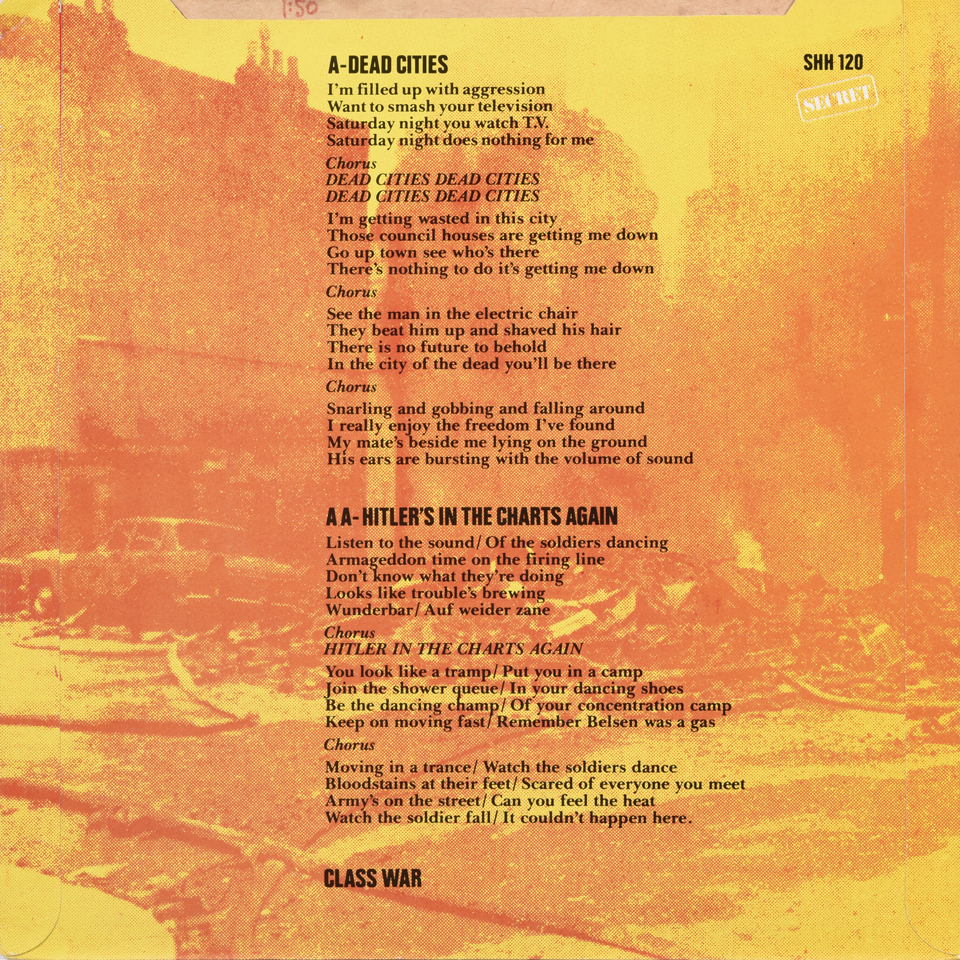 1:50
A-DEAD CITIES
SHH 120
SECRET
I'm filled up with aggression
Want to smash your television
Saturday night you watch T.V.
Saturday night does nothing for me
Chorus
DEAD CITIES DEAD CITIES
DEAD CITIES DEAD CITIES
I'm getting wasted in this city
Those council houses are getting me down
Go up town see who's there
There's nothing to do it's getting me down
Chorus
See the man in the electric chair
They beat him up and shaved his hair
There is no future to behold
In the city of the dead you'll be there
Chorus
Snarling and gobbing and falling around
I really enjoy the freedom I've found
My mate's beside me lying on the ground
His ears are bursting with the volume of sound
A A- HITLER'S IN THE CHARTS AGAIN
Listen to the sound/ Of the soldiers dancing
Armageddon time on the firing line
Don't know what they're doing
Looks like trouble's brewing
Wunderbar/ Auf weider zane
Chorus
HITLER IN THE CHARTS AGAIN
You look like a tramp/ Put you in a camp
Join the shower queue/ In your dancing shoes
Be the dancing champ/ Of your concentration camp
Keep on moving fast/ Remember Belsen was a gas
Chorus
Moving in a trance/ Watch the soldiers dance
Bloodstains at their feet/ Scared of everyone you meet
Army's on the street/ Can you feel the heat
Watch the soldier fall/ It couldn't happen here.
CLASS WAR